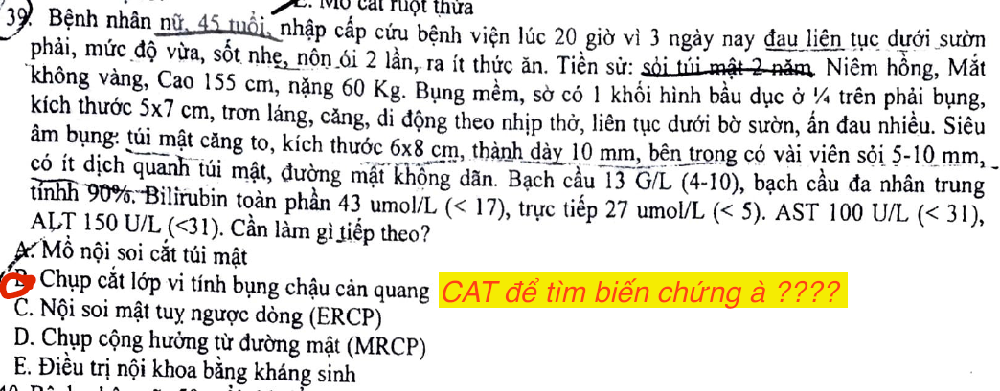 E. Mổ cắt ruột thừa
39. Bệnh nhân nữ, 45 tuổi, nhập cấp cứu bệnh viện lúc 20 giờ vì 3 ngày nay đau liên tục dưới sườn
phải, mức độ vừa, sốt nhẹ, nôn ói 2 lần, ra ít thức ăn. Tiền sử: sỏi túi mật 2 năm. Niêm hồng, Mắt
không vàng, Cao 155 cm, nặng 60 Kg. Bụng mềm, sờ có 1 khối hình bầu dục ở ¼ trên phải bụng,
kích thước 5x7 cm, trơn láng, căng, di động theo nhịp thở, liên tục dưới bờ sườn, ấn đau nhiều. Siêu
âm bụng: túi mật căng to, kích thước 6x8 cm, thành dày 10 mm, bên trong có vài viên sỏi 5-10 mm,
có ít dịch quanh túi mật, đường mật không dãn. Bạch cầu 13 G/L (4-10), bạch cầu đa nhân trung
tínhh 90%. Bilirubin toàn phần 43 umol/L (< 17), trực tiếp 27 umol/L (< 5). AST 100 U/L (< 31),
ALT 150 U/L (<31). Cần làm gì tiếp theo?
A. Mổ nội soi cắt túi mật
B. Chụp cắt lớp vi tính bụng chậu cản quang CAT để tìm biến chứng à ????
C. Nội soi mật tuỵ ngược dòng (ERCP)
D. Chụp cộng hưởng từ đường mật (MRCP)
E. Điều trị nội khoa bằng kháng sinh